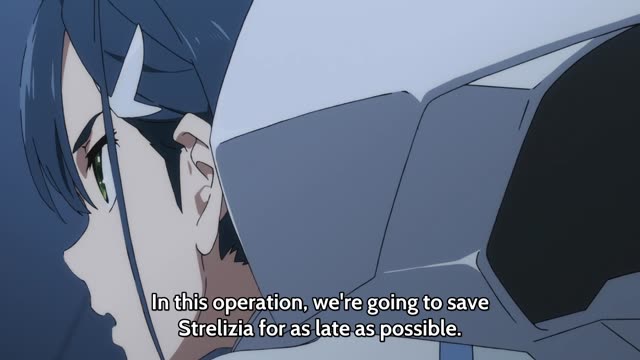 In this operation, we're going to save
Strelizia for as late as possible.